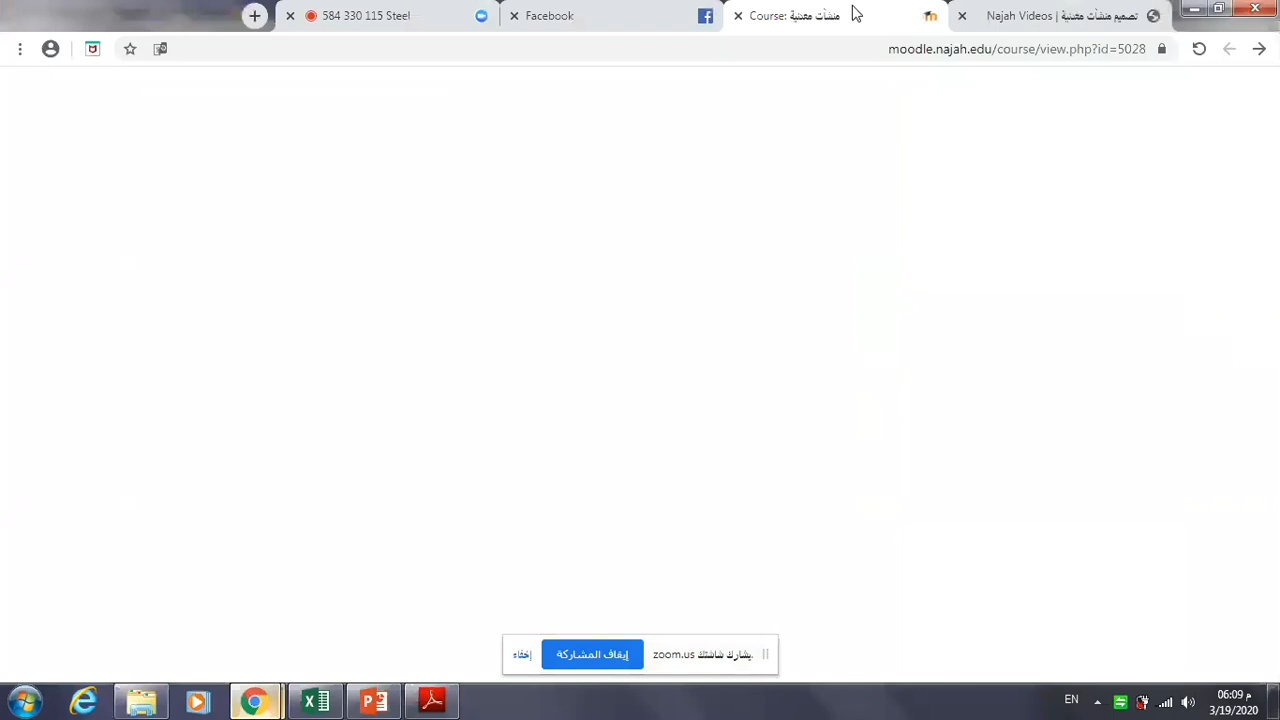 تصميم منشآت معدنية | Najah Videos
Course: منشآت معدنية
Facebook
584 330 115 Steel
moodle.najah.edu/course/view.php?id=5028
يشارك شاشتك zoom.us.
إيقاف المشاركة
إخفاء
EN
06:09 م
3/19/2020